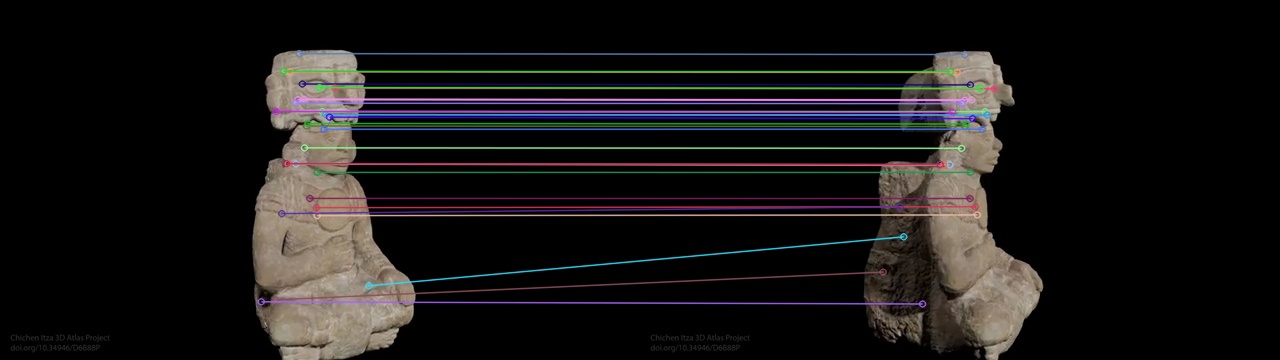 Chichen Itza 3D Atlas Project
doi.org/10.34946/D6B88P
Chichen Itza 3D Atlas Project
doi.org/10.34946/D6B88P